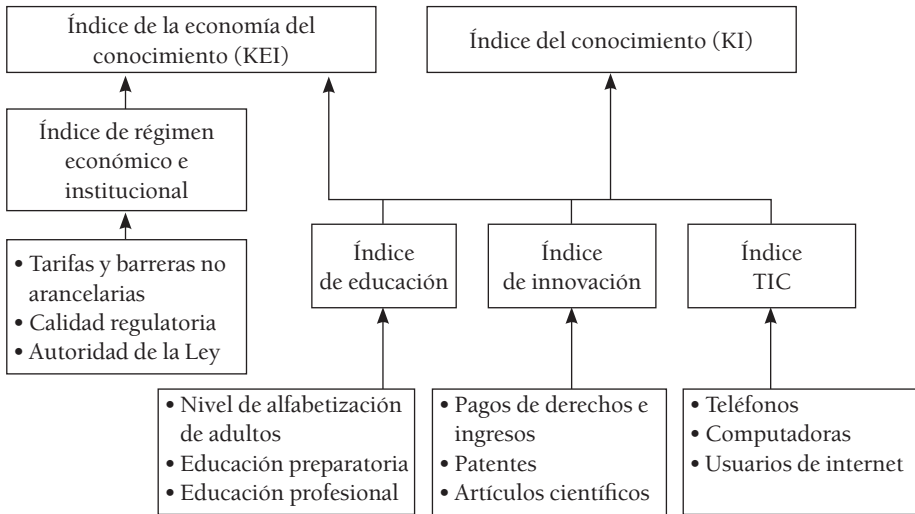 Índice de la economía del
conocimiento (KEI)
Índice del conocimiento (KI)
Índice de régimen
económico e
institucional
• Tarifas y barreras no
arancelarias
• Calidad regulatoria
• Autoridad de la Ley
Índice
de educación
Índice
de innovación
Índice
TIC
• Nivel de alfabetización
de adultos
• Educación preparatoria
• Educación profesional
• Pagos de derechos e
ingresos
• Patentes
• Artículos científicos
• Teléfonos
• Computadoras
• Usuarios de internet